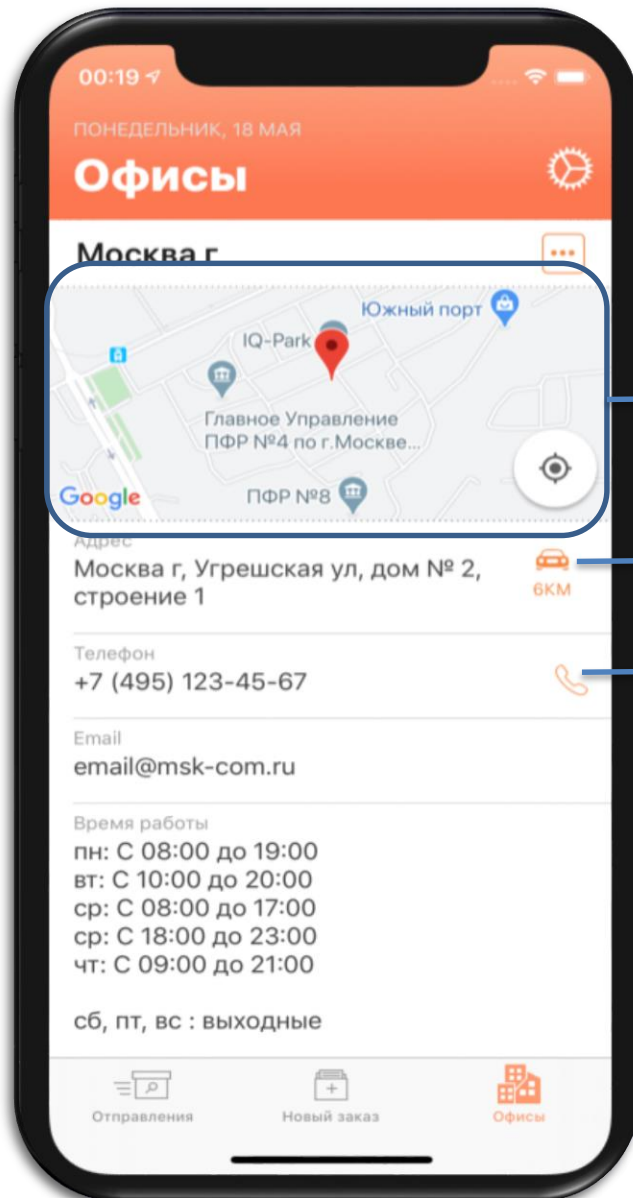 00:19
ПОНЕДЕЛЬНИК, 18 МАЯ
Офисы
Москва г
Южный порт
IQ-Park
Главное Управление
ПФР №4 по г.Москве...
ПФР №8
Google
Адрес
Москва г, Угрешская ул, дом № 2,
строение 1
6КМ
Телефон
+7 (495) 123-45-67
Email
email@msk-com.ru
Время работы
пн: С 08:00 до 19:00
вт: С 10:00 до 20:00
ср: С 08:00 до 17:00
ср: С 18:00 до 23:00
чт: С 09:00 до 21:00
сб, пт, вс : выходные
Отправления
Новый заказ
Офисы